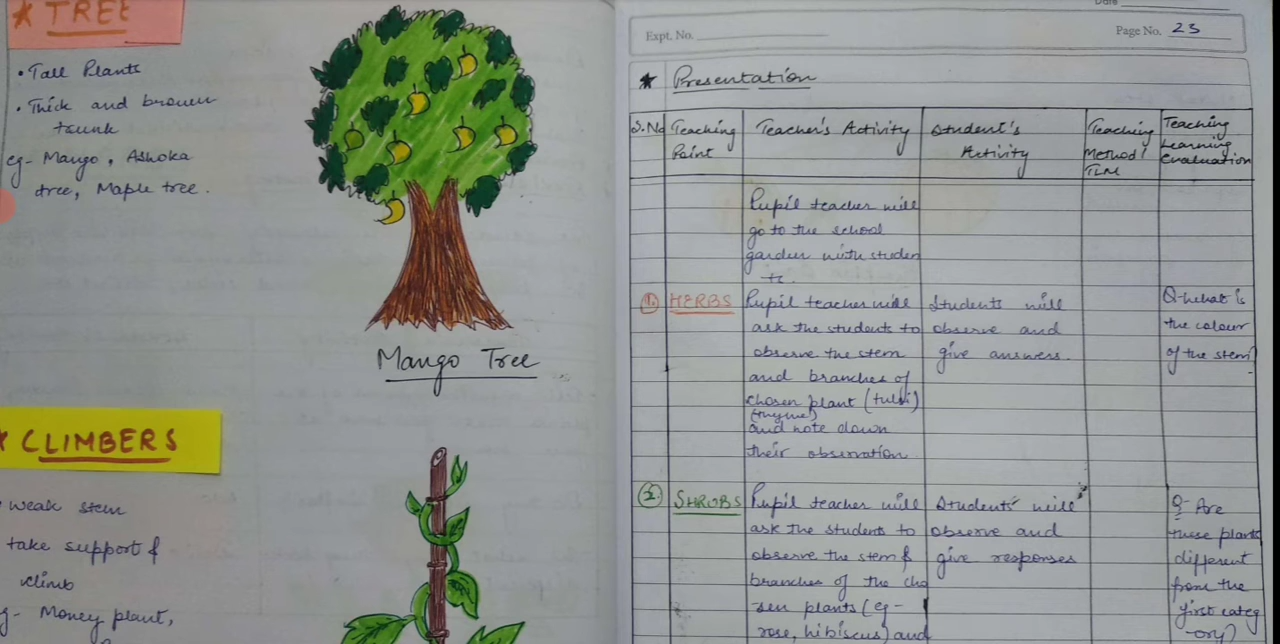 ★ TREE
• Tall Plants
• Thick and brown
trunk
eg- Mango, Ashoka
tree, Maple tree.
Mango Tree
★ CLIMBERS
weak stem
take support &
climb
g- Money plant,
Date
Expt. No.
Page No. 23
★ Presentation
S.No
Teaching
Point
Teacher's Activity
Student's
Activity
Teaching
Method/
TLM
Teaching
Learning
Evaluation
Pupil teacher will
go to the school
garden with studen
ts.
1. HERBS
Pupil teacher will
ask the students to
observe the stem
and branches of
chosen plant (tulsi)
(thyme)
and note down
their observation
Students will
observe and
give answers.
Q- What is
the colour
of the stem?
2. SHROBS
Pupil teacher will
ask the students to
observe the stem &
branches of the cho
sen plants (eg-
rose, hibiscus) and
Students will
observe and
give responses
Q- Are
these plants
different
from the
first categ
ory?